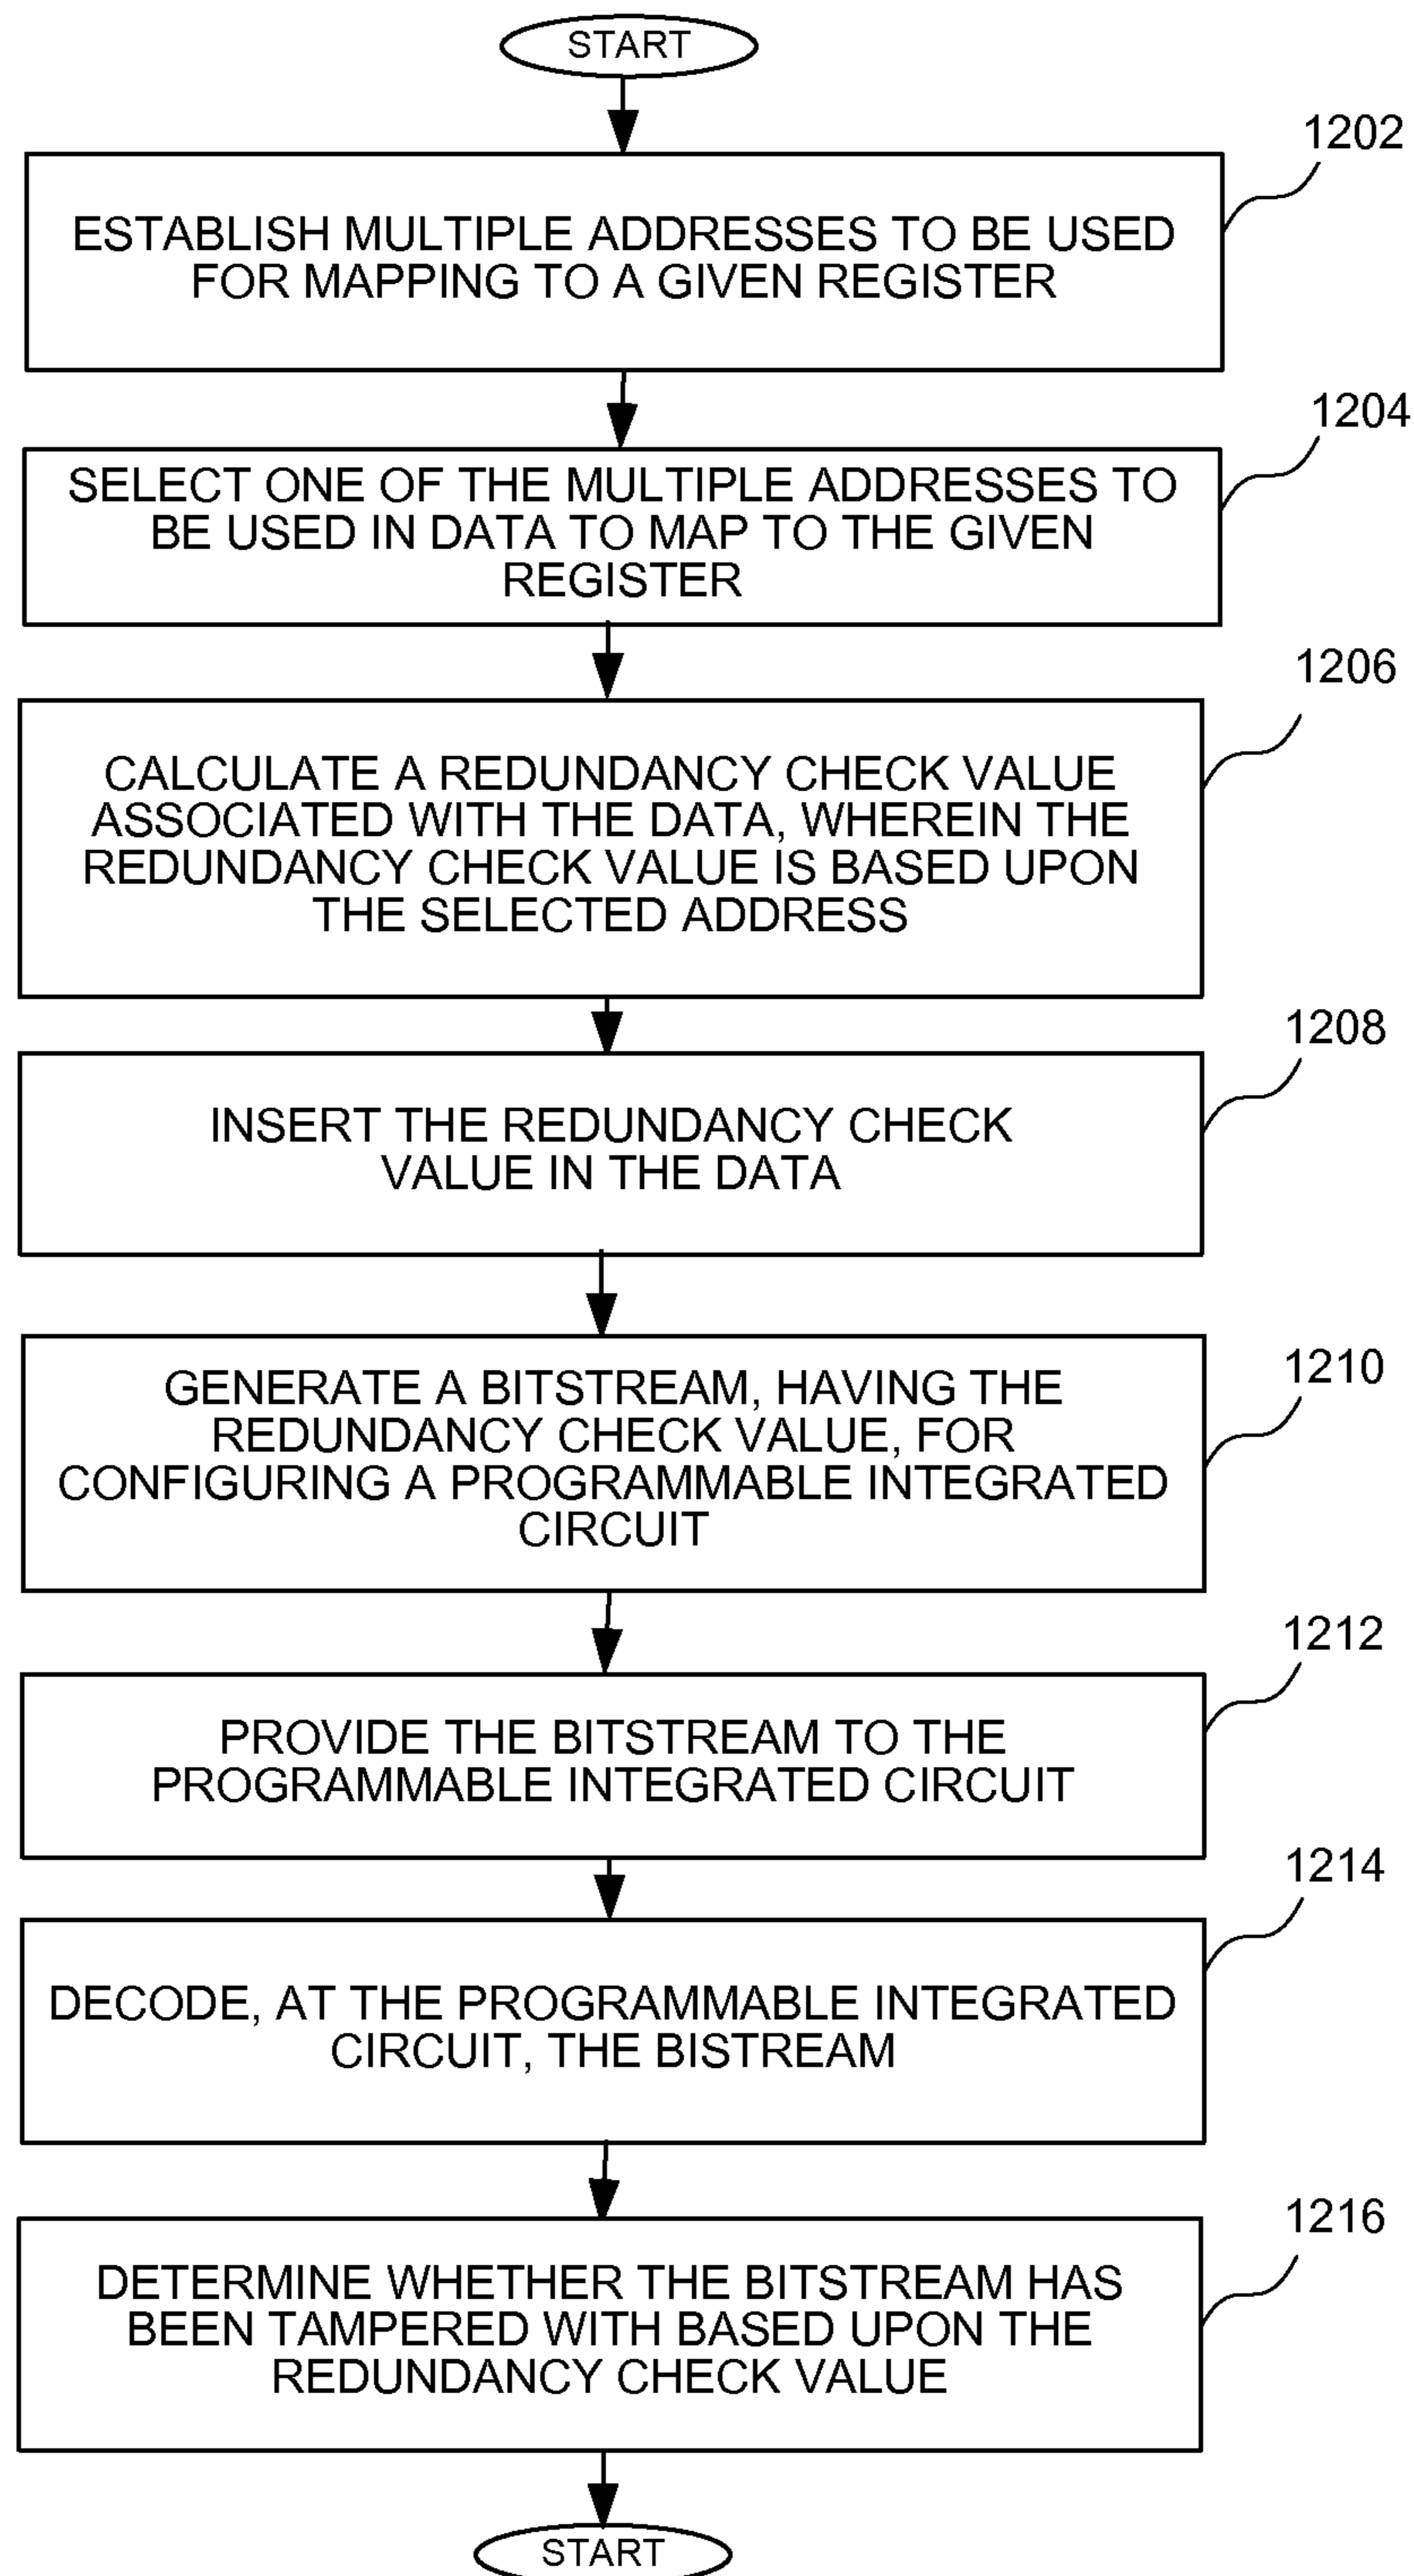 START
1202
ESTABLISH MULTIPLE ADDRESSES TO BE USED
FOR MAPPING TO A GIVEN REGISTER
1204
SELECT ONE OF THE MULTIPLE ADDRESSES TO
BE USED IN DATA TO MAP TO THE GIVEN
REGISTER
1206
CALCULATE A REDUNDANCY CHECK VALUE
ASSOCIATED WITH THE DATA, WHEREIN THE
REDUNDANCY CHECK VALUE IS BASED UPON
THE SELECTED ADDRESS
1208
INSERT THE REDUNDANCY CHECK
VALUE IN THE DATA
1210
GENERATE A BITSTREAM, HAVING THE
REDUNDANCY CHECK VALUE, FOR
CONFIGURING A PROGRAMMABLE INTEGRATED
CIRCUIT
1212
PROVIDE THE BITSTREAM TO THE
PROGRAMMABLE INTEGRATED CIRCUIT
1214
DECODE, AT THE PROGRAMMABLE INTEGRATED
CIRCUIT, THE BISTREAM
1216
DETERMINE WHETHER THE BITSTREAM HAS
BEEN TAMPERED WITH BASED UPON THE
REDUNDANCY CHECK VALUE
START